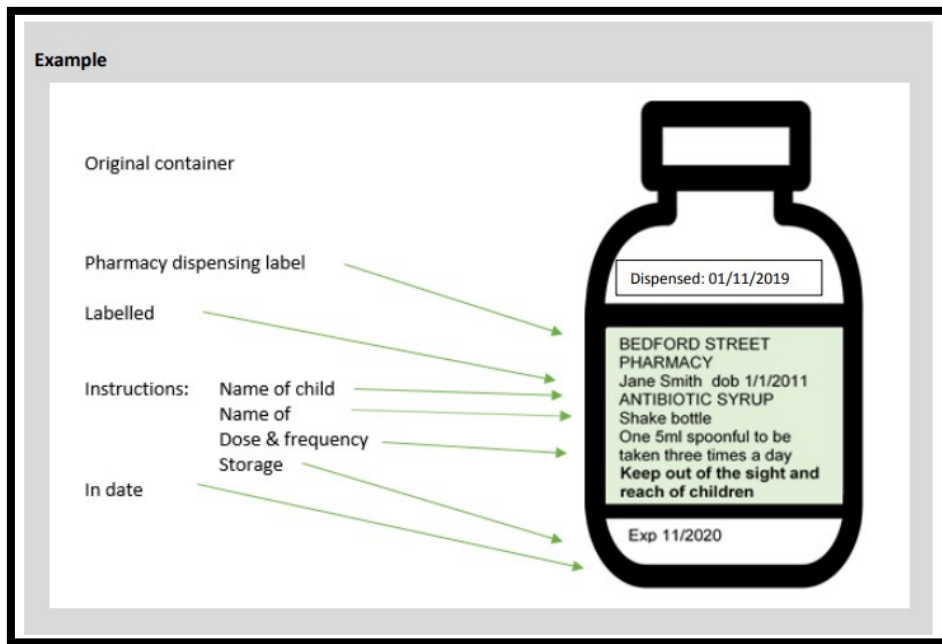 Example
Original container
Pharmacy dispensing label
Labelled
Instructions: Name of child
Name of
Dose & frequency
Storage
In date
Dispensed: 01/11/2019
BEDFORD STREET
PHARMACY
Jane Smith dob 1/1/2011
ANTIBIOTIC SYRUP
Shake bottle
One 5ml spoonful to be
taken three times a day
Keep out of the sight and
reach of children
Exp 11/2020